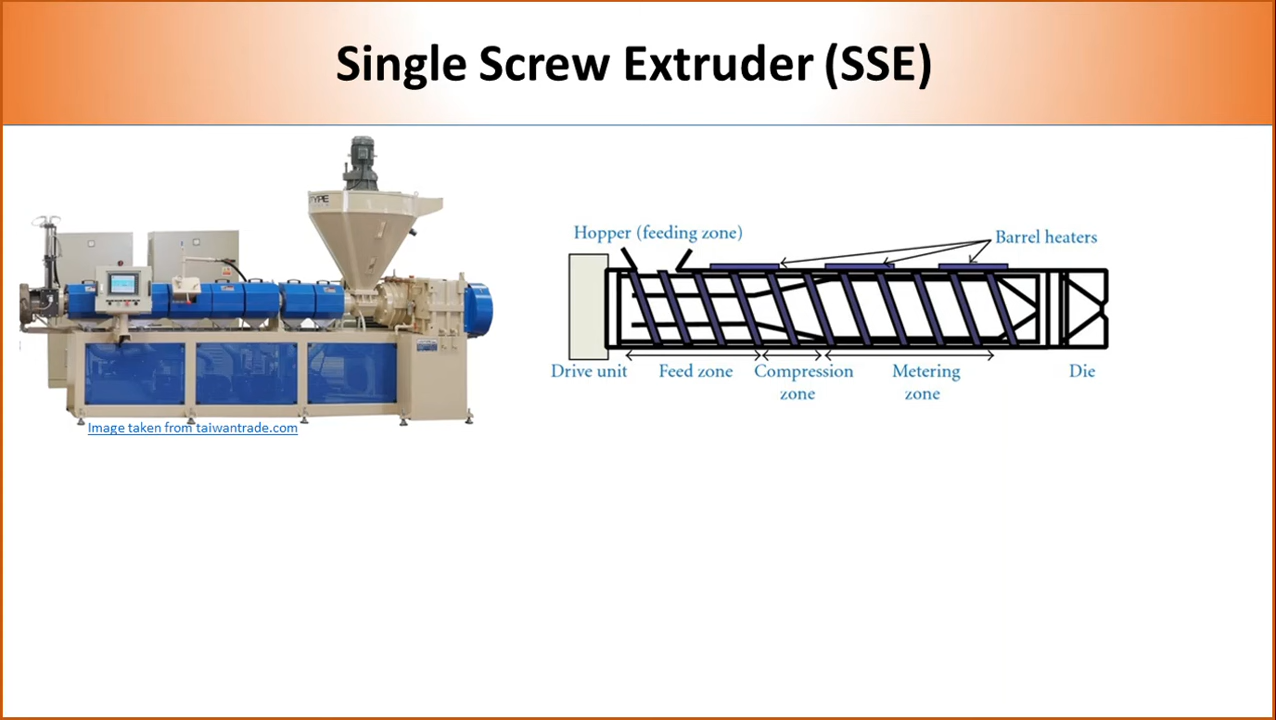 Single Screw Extruder (SSE)
TYPE
Image taken from taiwantrade.com
Hopper (feeding zone)
Barrel heaters
Drive unit
Feed zone
Compression
zone
Metering
zone
Die